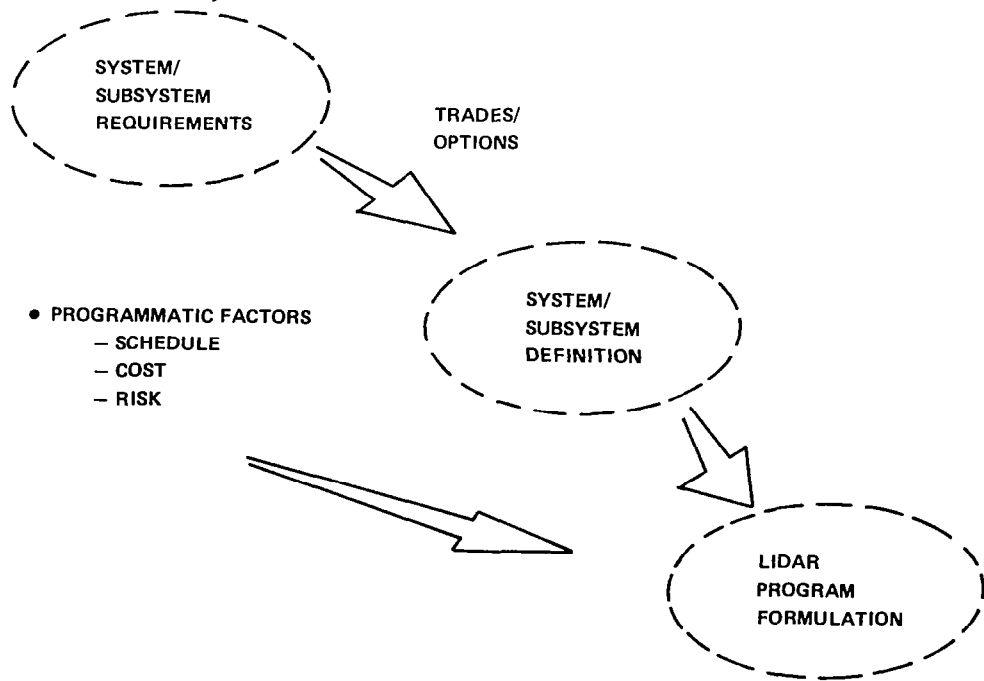 SYSTEM/
SUBSYSTEM
REQUIREMENTS
TRADES/
OPTIONS
• PROGRAMMATIC FACTORS
– SCHEDULE
– COST
– RISK
SYSTEM/
SUBSYSTEM
DEFINITION
LIDAR
PROGRAM
FORMULATION